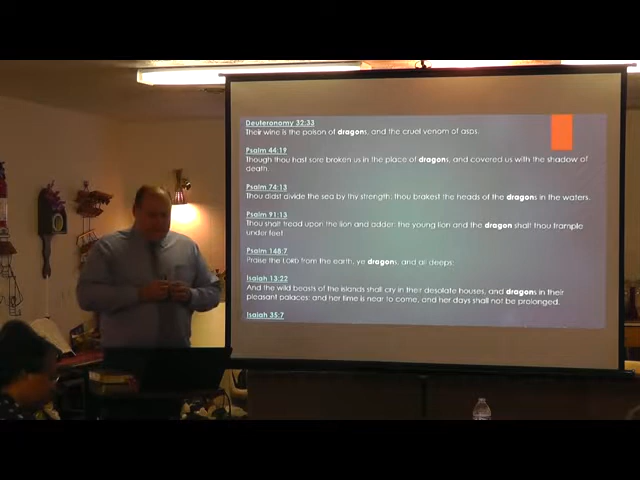 Deuteronomy 32:33
Their wine is the poison of dragons, and the cruel venom of asps.
Psalm 44:19
Though thou hast sore broken us in the place of dragons, and covered us with the shadow of
death.
Psalm 74:13
Thou didst divide the sea by thy strength: thou brakest the heads of the dragons in the waters.
Psalm 91:13
Thou shalt tread upon the lion and adder: the young lion and the dragon shalt thou trample
under feet.
Psalm 148:7
Praise the LORD from the earth, ye dragons, and all deeps:
Isaiah 13:22
And the wild beasts of the islands shall cry in their desolate houses, and dragons in their
pleasant palaces: and her time is near to come, and her days shall not be prolonged.
Isaiah 35:7